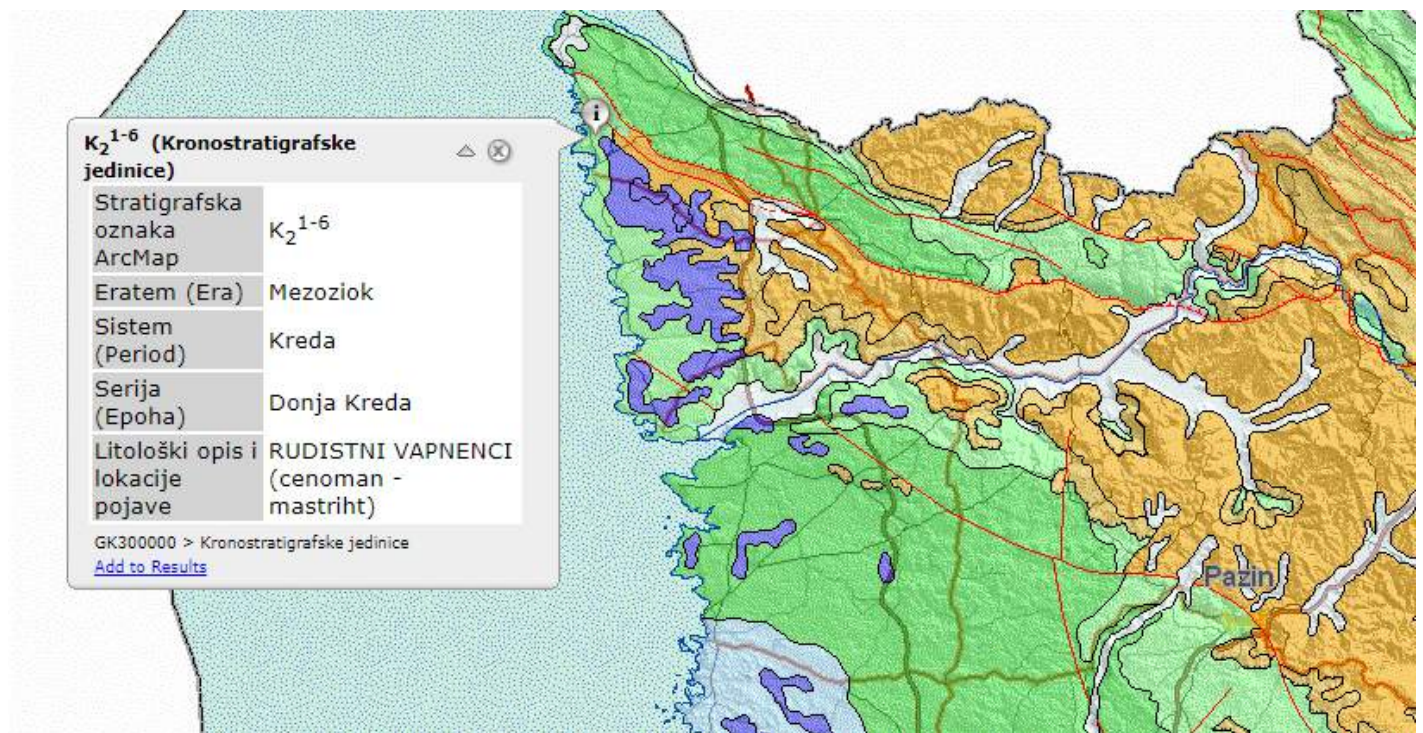 K₂¹⁻⁶ (Kronostratigrafske
jedinice)
Stratigrafska
oznaka
ArcMap
K₂¹⁻⁶
Eratem (Era)
Mezoziok
Sistem
(Period)
Kreda
Serija
(Epoha)
Donja Kreda
Litološki opis i
lokacije
pojave
RUDISTNI VAPNENCI
(cenoman -
mastriht)
GK300000 > Kronostratigrafske jedinice
Add to Results
i
Pazin